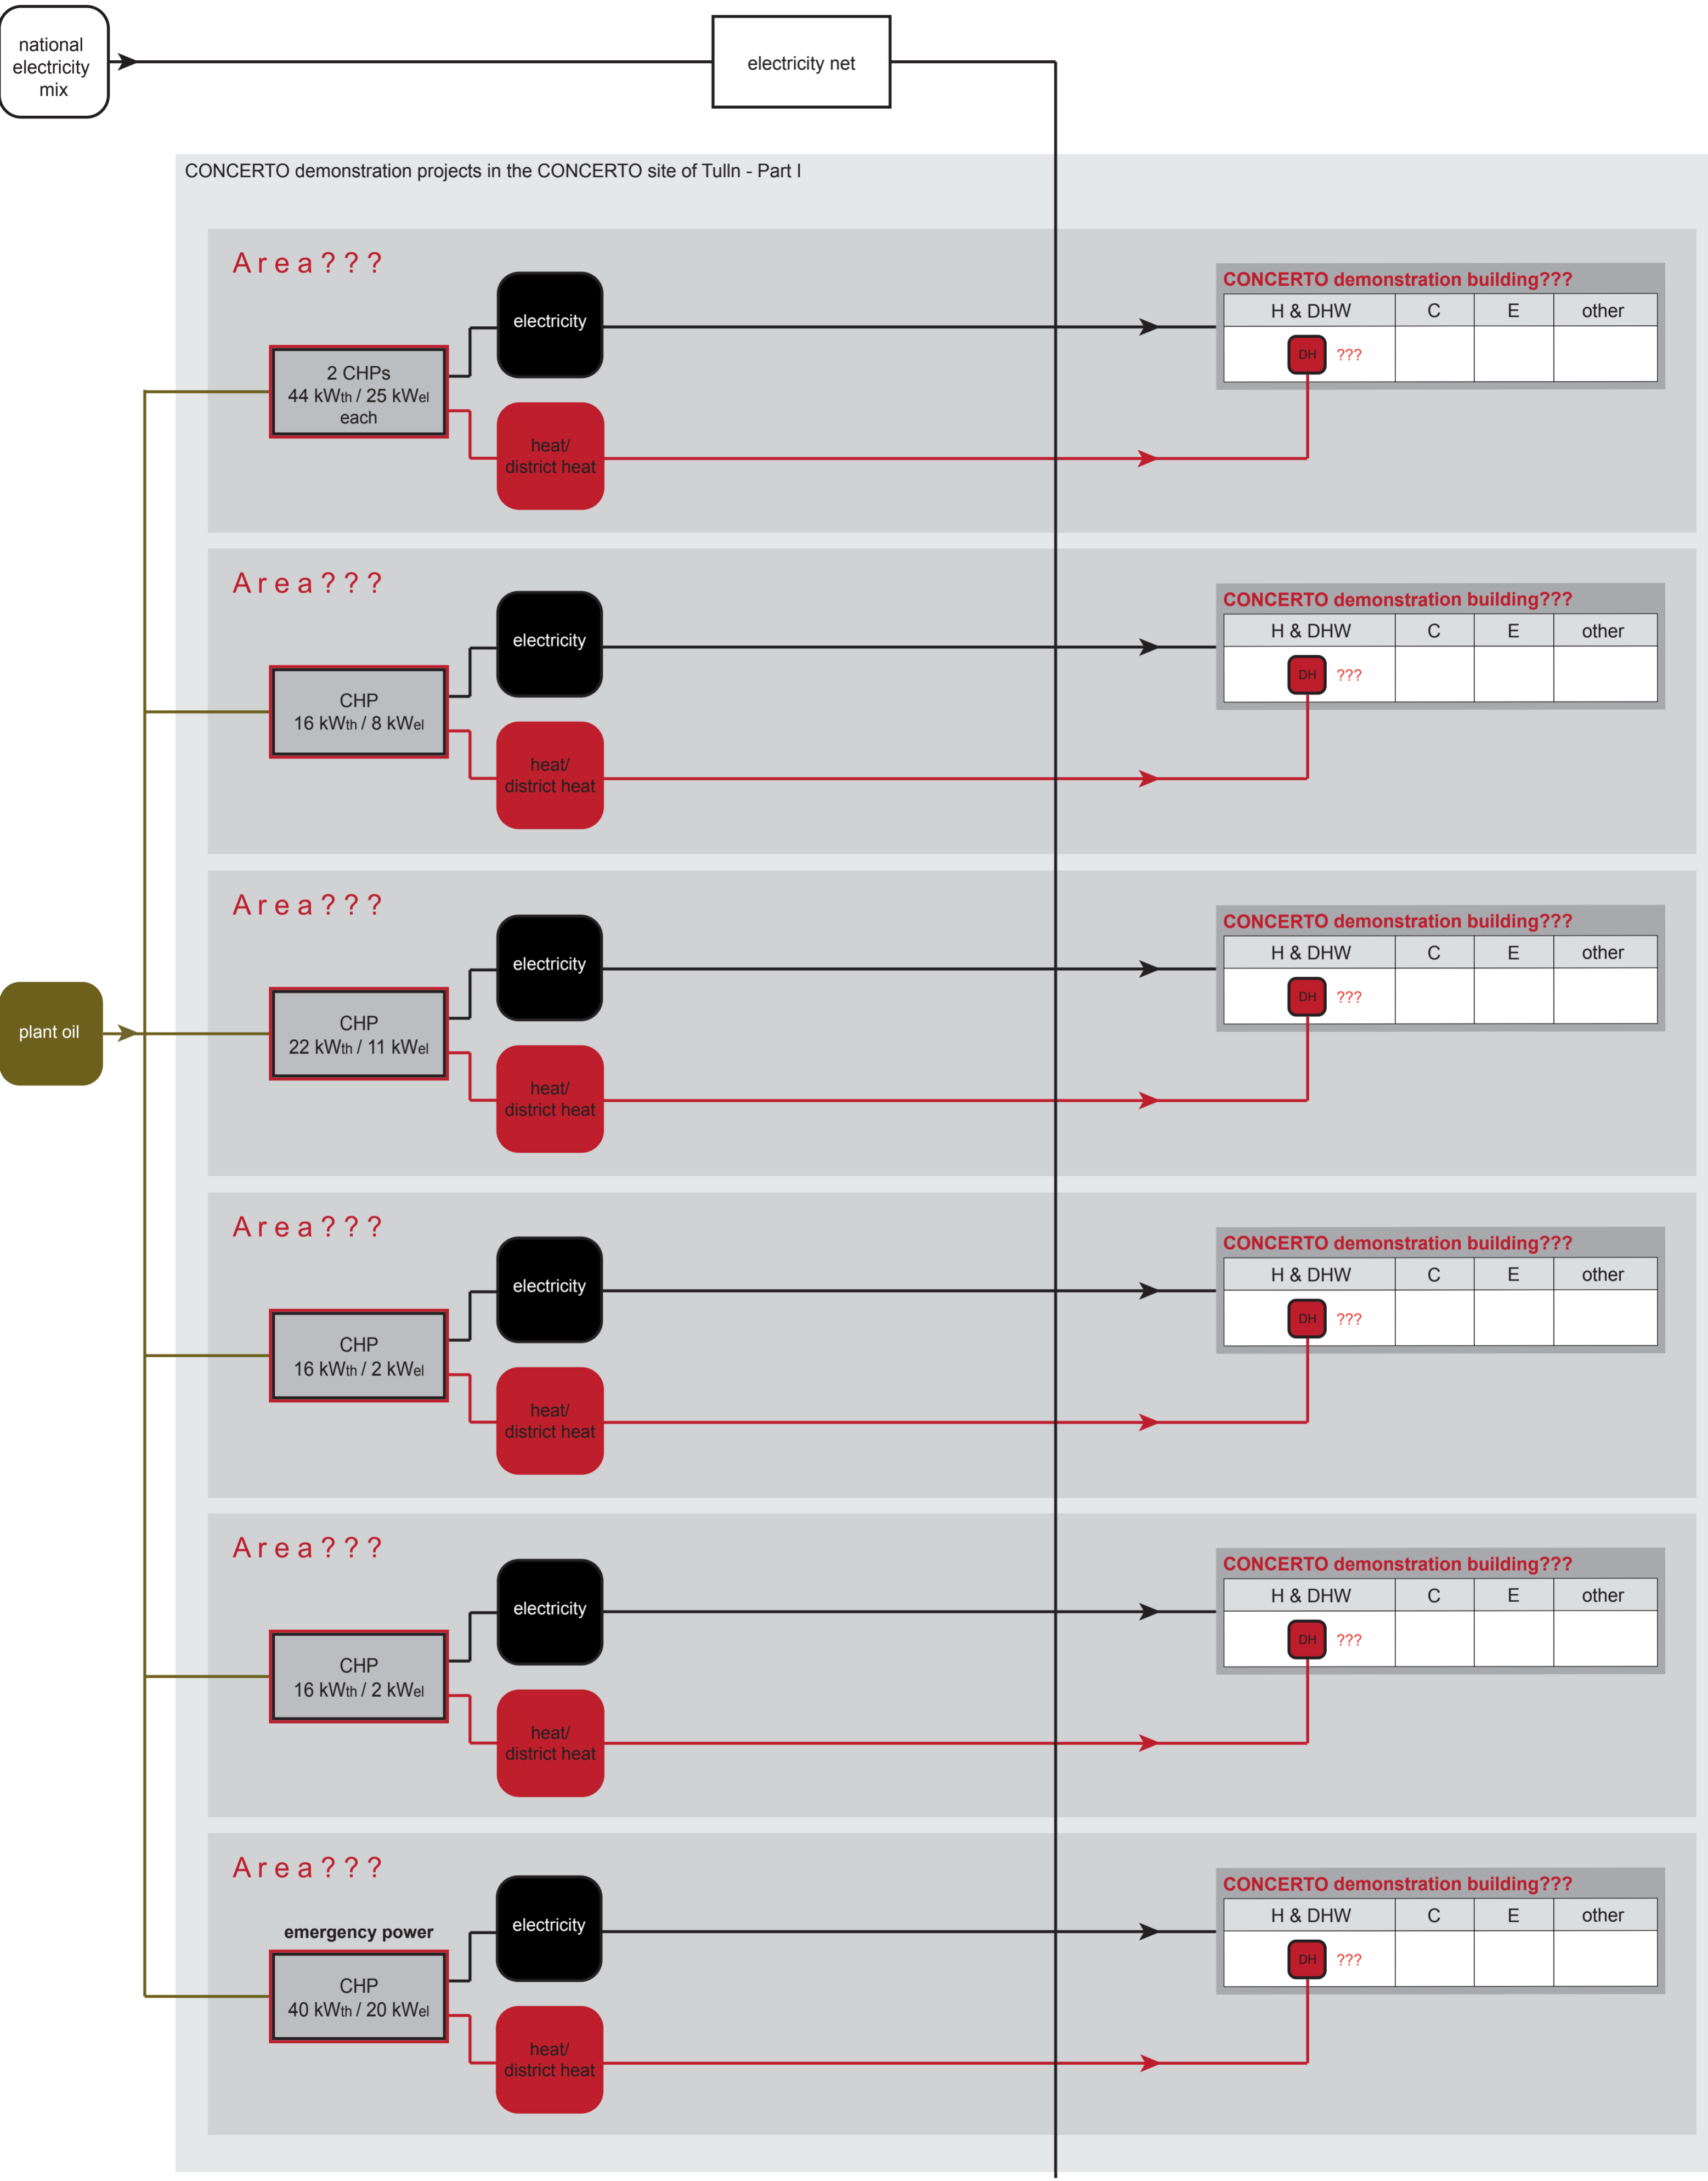 national
electricity
mix
electricity net
CONCERTO demonstration projects in the CONCERTO site of Tulln - Part I
Area???
electricity
2 CHPs
44 kWth / 25 kWel
each
heat/
district heat
CONCERTO demonstration building???
H & DHW C E other
DH ???
Area???
electricity
CHP
16 kWth / 8 kWel
heat/
district heat
CONCERTO demonstration building???
H & DHW C E other
DH ???
Area???
electricity
plant oil
CHP
22 kWth / 11 kWel
heat/
district heat
CONCERTO demonstration building???
H & DHW C E other
DH ???
Area???
electricity
CHP
16 kWth / 2 kWel
heat/
district heat
CONCERTO demonstration building???
H & DHW C E other
DH ???
Area???
electricity
CHP
16 kWth / 2 kWel
heat/
district heat
CONCERTO demonstration building???
H & DHW C E other
DH ???
Area???
electricity
emergency power
CHP
40 kWth / 20 kWel
heat/
district heat
CONCERTO demonstration building???
H & DHW C E other
DH ???